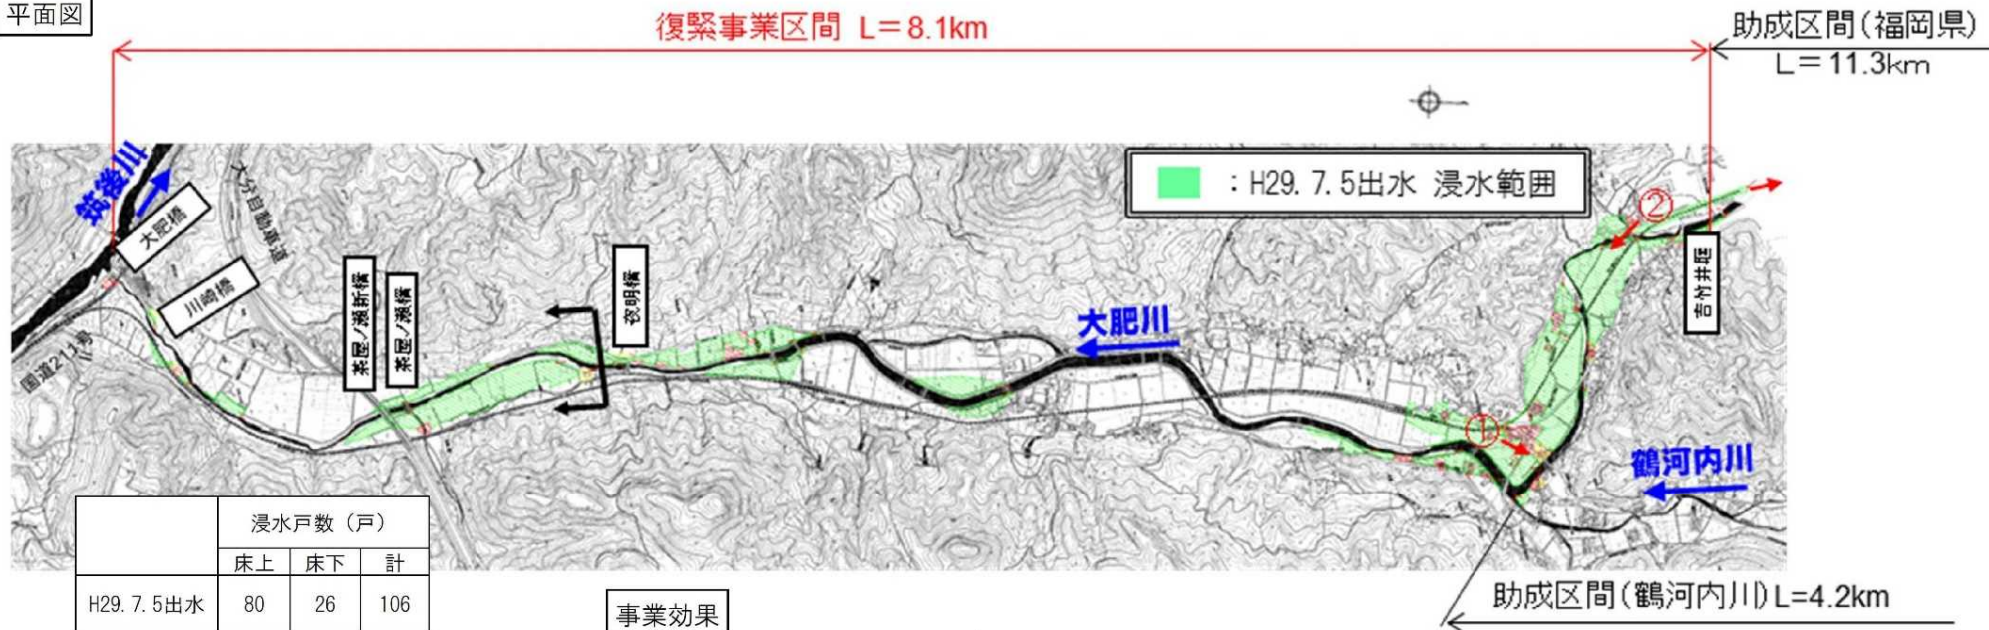 平面図
復緊事業区間 L=8.1km
助成区間(福岡県)
L=11.3km
筑後川
大肥橋
大分自動車道
川崎橋
国道211号
茶屋ノ瀬新橋
茶屋ノ瀬橋
夜明橋
:H29.7.5出水 浸水範囲
大肥川
②
吉竹井堰
①
鶴河内川
浸水戸数(戸)
床上 床下 計
H29.7.5出水 80 26 106
事業効果
助成区間(鶴河内川)L=4.2km